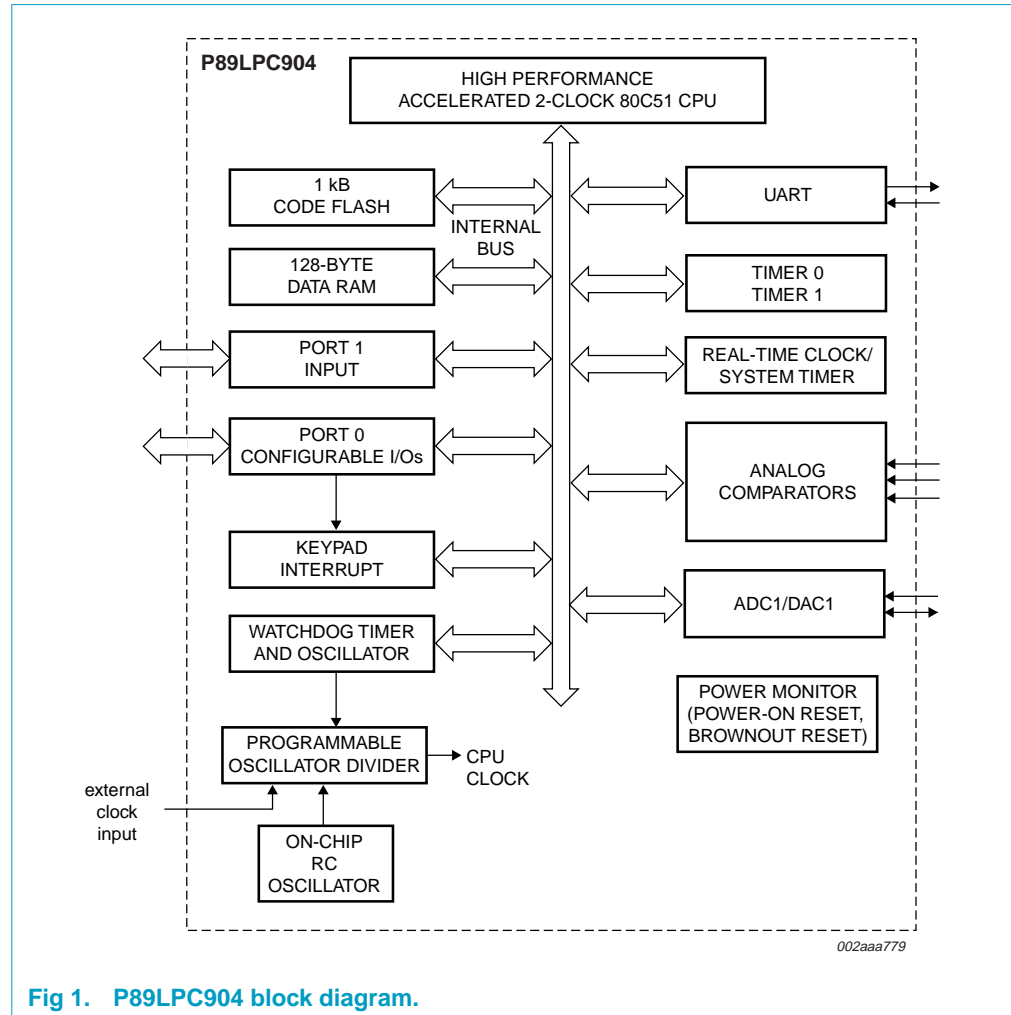 P89LPC904
HIGH PERFORMANCE
ACCELERATED 2-CLOCK 80C51 CPU
1 kB
CODE FLASH
INTERNAL
BUS
UART
128-BYTE
DATA RAM
TIMER 0
TIMER 1
PORT 1
INPUT
REAL-TIME CLOCK/
SYSTEM TIMER
PORT 0
CONFIGURABLE I/Os
ANALOG
COMPARATORS
KEYPAD
INTERRUPT
ADC1/DAC1
WATCHDOG TIMER
AND OSCILLATOR
POWER MONITOR
(POWER-ON RESET,
BROWNOUT RESET)
PROGRAMMABLE
OSCILLATOR DIVIDER
CPU
CLOCK
external
clock
input
ON-CHIP
RC
OSCILLATOR
002aaa779
Fig 1. P89LPC904 block diagram.